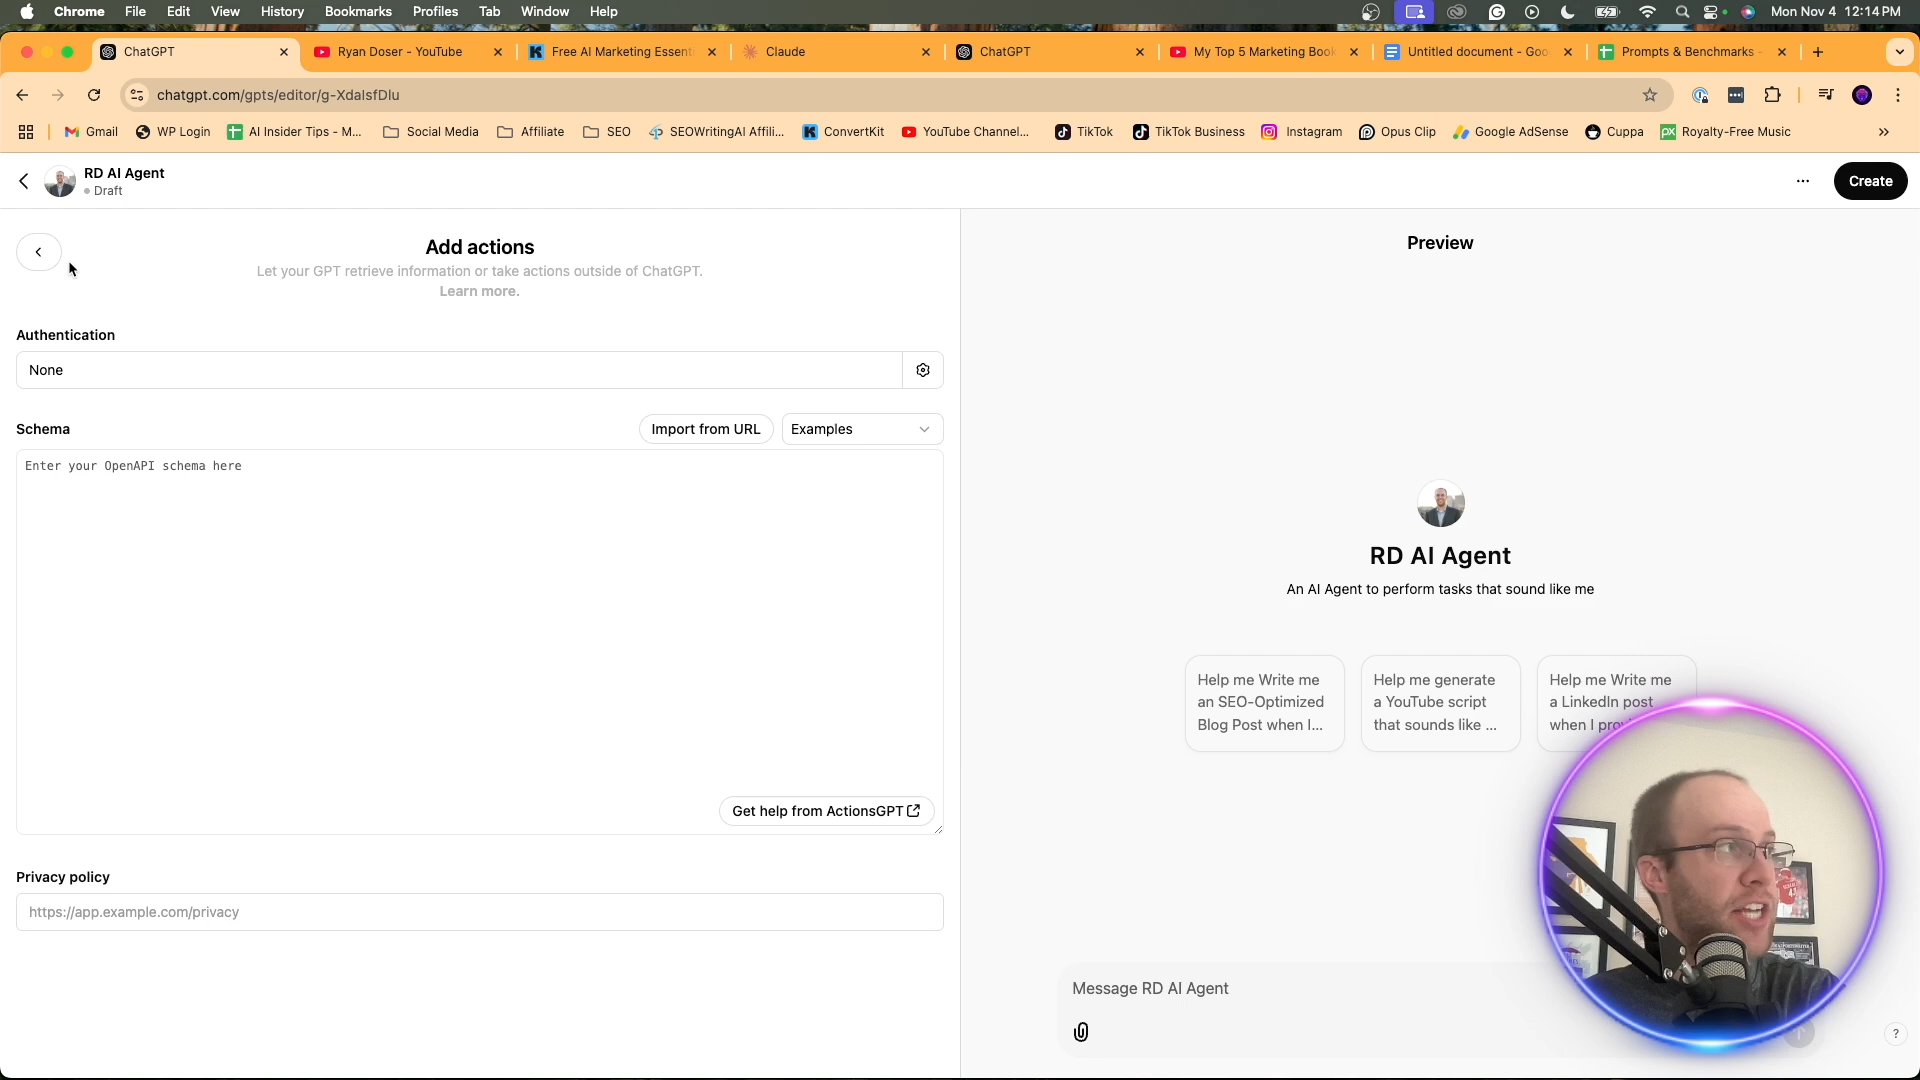 Chrome File Edit View History Bookmarks Profiles Tab Window Help Mon Nov 4 12:14 PM
ChatGPT Ryan Doser - YouTube Free AI Marketing Essent Claude ChatGPT My Top 5 Marketing Book Untitled document - Goo Prompts & Benchmarks -
chatgpt.com/gpts/editor/g-XdalsfDlu
Gmail WP Login AI Insider Tips - M... Social Media Affiliate SEO SEOWritingAI Affili... ConvertKit YouTube Channel... TikTok TikTok Business Instagram Opus Clip Google AdSense Cuppa Royalty-Free Music
RD AI Agent
Draft
Create
Add actions
Let your GPT retrieve information or take actions outside of ChatGPT.
Learn more.
Authentication
None
Schema
Import from URL
Examples
Enter your OpenAPI schema here
Get help from ActionsGPT
Privacy policy
https://app.example.com/privacy
Preview
RD AI Agent
An AI Agent to perform tasks that sound like me
Help me Write me
an SEO-Optimized
Blog Post when I...
Help me generate
a YouTube script
that sounds like ...
Help me Write me
a LinkedIn post
when I pro
Message RD AI Agent
?